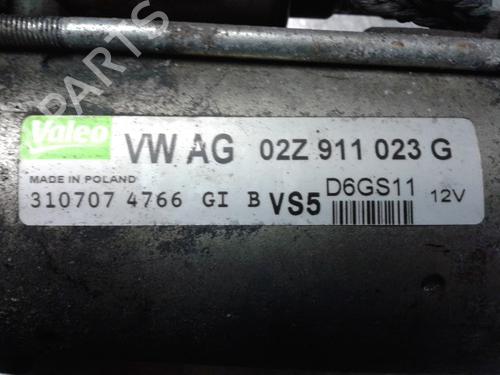 Valeo VW AG 02Z 911 023 G
MADE IN POLAND
310707 4766 GI B VS5 D6GS11 12V
B-PARTS